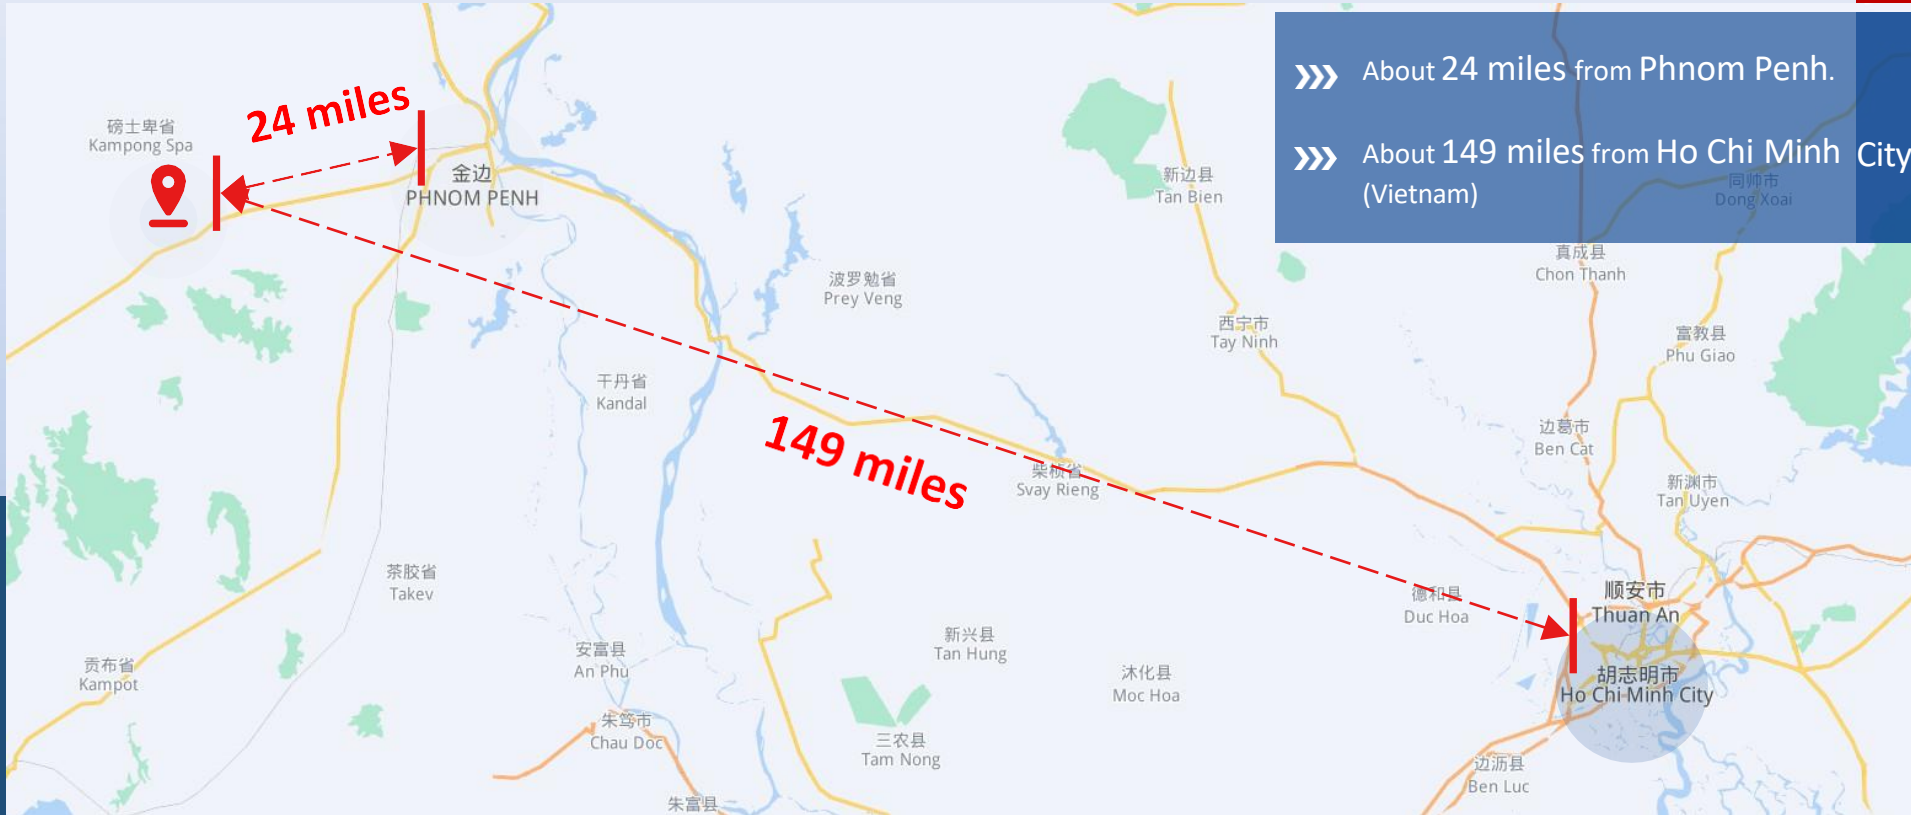 About 24 miles from Phnom Penh.
About 149 miles from Ho Chi Minh City
(Vietnam)
24 miles
磅士卑省
Kampong Spa
金边
PHNOM PENH
新边县
Tan Bien
同帅市
Dong Xoai
真成县
Chon Thanh
波罗勉省
Prey Veng
西宁市
Tay Ninh
富教县
Phu Giao
干丹省
Kandal
149 miles
边葛市
Ben Cat
柴桢省
Svay Rieng
新渊市
Tan Uyen
茶胶省
Takev
德和县
Duc Hoa
顺安市
Thuan An
新兴县
Tan Hung
安富县
An Phu
贡布省
Kampot
沐化县
Moc Hoa
胡志明市
Ho Chi Minh City
朱笃市
Chau Doc
三农县
Tam Nong
边沥县
Ben Luc
朱富县